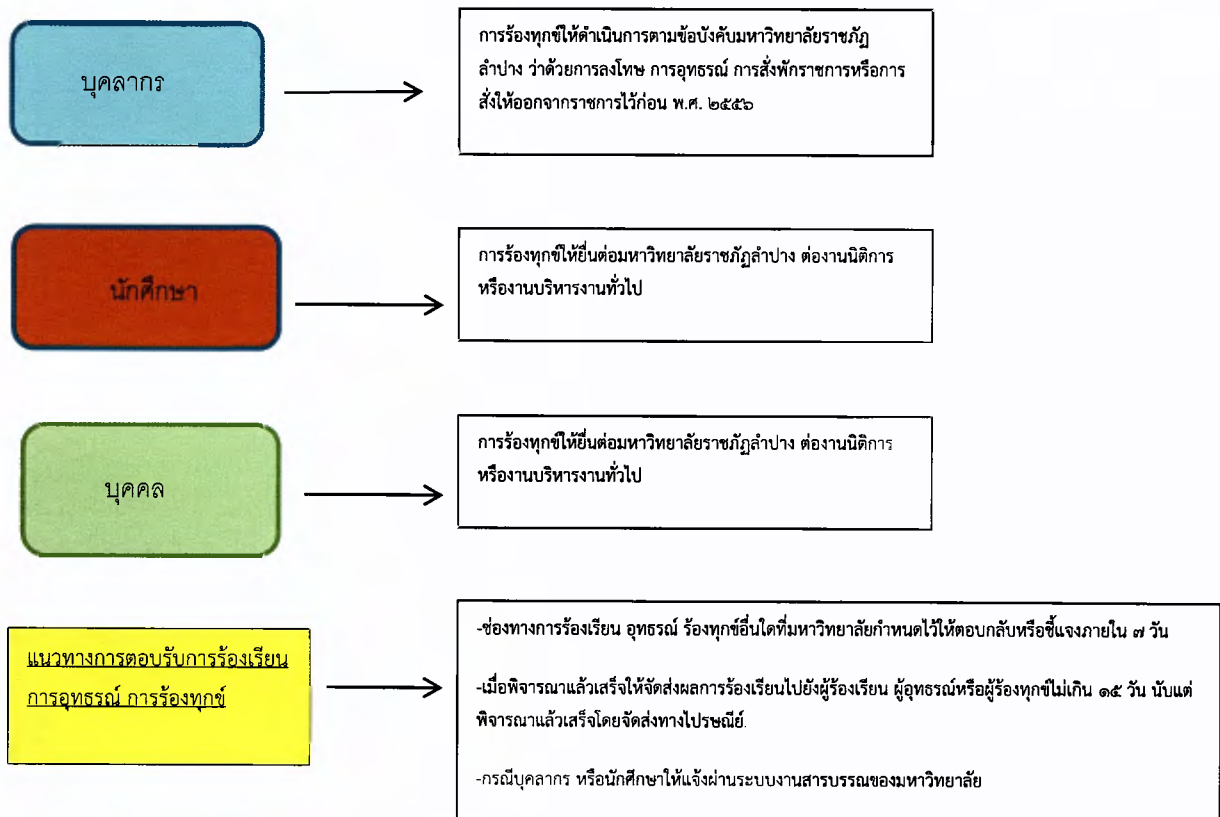 บุคลากร
การร้องทุกข์ให้ดำเนินการตามข้อบังคับมหาวิทยาลัยราชภัฏ
ลำปาง ว่าด้วยการลงโทษ การอุทธรณ์ การสั่งพักราชการหรือการ
สั่งให้ออกจากราชการไว้ก่อน พ.ศ. ๒๕๕๖
นักศึกษา
การร้องทุกข์ให้ยื่นต่อมหาวิทยาลัยราชภัฏลำปาง ต่องานนิติการ
หรืองานบริหารงานทั่วไป
บุคคล
การร้องทุกข์ให้ยื่นต่อมหาวิทยาลัยราชภัฏลำปาง ต่องานนิติการ
หรืองานบริหารงานทั่วไป
แนวทางการตอบรับการร้องเรียน
การอุทธรณ์ การร้องทุกข์
-ช่องทางการร้องเรียน อุทธรณ์ ร้องทุกข์อื่นใดที่มหาวิทยาลัยกำหนดไว้ให้ตอบกลับหรือชี้แจงภายใน ๗ วัน
-เมื่อพิจารณาแล้วเสร็จให้จัดส่งผลการร้องเรียนไปยังผู้ร้องเรียน ผู้อุทธรณ์หรือผู้ร้องทุกข์ไม่เกิน ๑๕ วัน นับแต่
พิจารณาแล้วเสร็จโดยจัดส่งทางไปรษณีย์
-กรณีบุคลากร หรือนักศึกษาให้แจ้งผ่านระบบงานสารบรรณของมหาวิทยาลัย